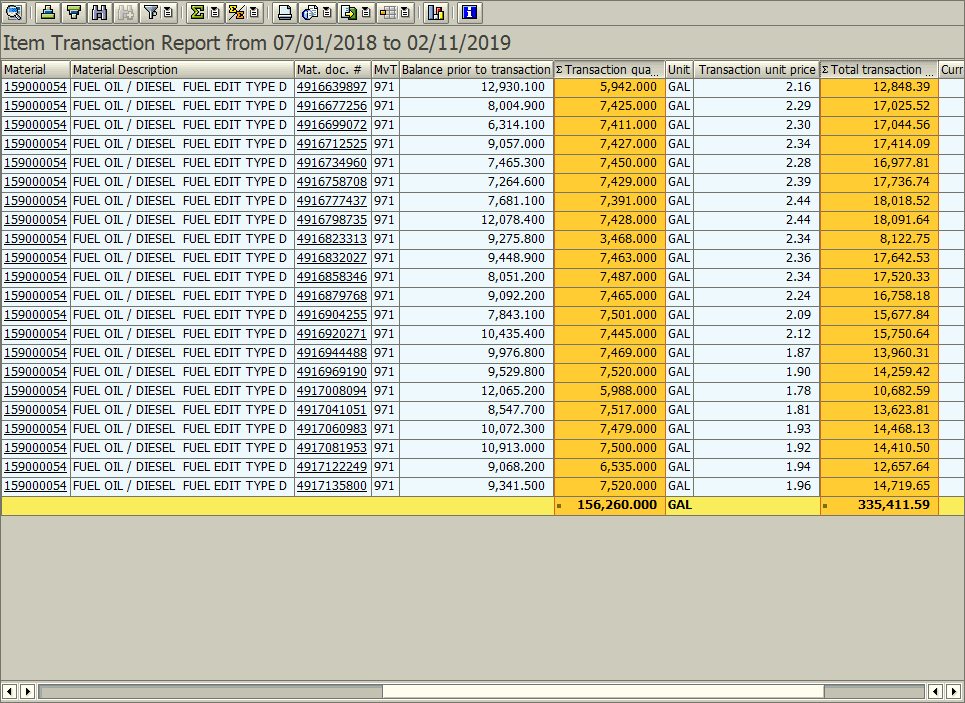 Item Transaction Report from 07/01/2018 to 02/11/2019
Material Material Description Mat. doc. # MvT Balance prior to transaction Σ Transaction qua... Unit Transaction unit price Σ Total transaction ... Curr
159000054 FUEL OIL / DIESEL FUEL EDIT TYPE D 4916639897 971 12,930.100 5,942.000 GAL 2.16 12,848.39
159000054 FUEL OIL / DIESEL FUEL EDIT TYPE D 4916677256 971 8,004.900 7,425.000 GAL 2.29 17,025.52
159000054 FUEL OIL / DIESEL FUEL EDIT TYPE D 4916699072 971 6,314.100 7,411.000 GAL 2.30 17,044.56
159000054 FUEL OIL / DIESEL FUEL EDIT TYPE D 4916712525 971 9,057.000 7,427.000 GAL 2.34 17,414.09
159000054 FUEL OIL / DIESEL FUEL EDIT TYPE D 4916734960 971 7,465.300 7,450.000 GAL 2.28 16,977.81
159000054 FUEL OIL / DIESEL FUEL EDIT TYPE D 4916758708 971 7,264.600 7,429.000 GAL 2.39 17,736.74
159000054 FUEL OIL / DIESEL FUEL EDIT TYPE D 4916777437 971 7,681.100 7,391.000 GAL 2.44 18,018.52
159000054 FUEL OIL / DIESEL FUEL EDIT TYPE D 4916798735 971 12,078.400 7,428.000 GAL 2.44 18,091.64
159000054 FUEL OIL / DIESEL FUEL EDIT TYPE D 4916823313 971 9,275.800 3,468.000 GAL 2.34 8,122.75
159000054 FUEL OIL / DIESEL FUEL EDIT TYPE D 4916832027 971 9,448.900 7,463.000 GAL 2.36 17,642.53
159000054 FUEL OIL / DIESEL FUEL EDIT TYPE D 4916858346 971 8,051.200 7,487.000 GAL 2.34 17,520.33
159000054 FUEL OIL / DIESEL FUEL EDIT TYPE D 4916879768 971 9,092.200 7,465.000 GAL 2.24 16,758.18
159000054 FUEL OIL / DIESEL FUEL EDIT TYPE D 4916904255 971 7,843.100 7,501.000 GAL 2.09 15,677.84
159000054 FUEL OIL / DIESEL FUEL EDIT TYPE D 4916920271 971 10,435.400 7,445.000 GAL 2.12 15,750.64
159000054 FUEL OIL / DIESEL FUEL EDIT TYPE D 4916944488 971 9,976.800 7,469.000 GAL 1.87 13,960.31
159000054 FUEL OIL / DIESEL FUEL EDIT TYPE D 4916969190 971 9,529.800 7,520.000 GAL 1.90 14,259.42
159000054 FUEL OIL / DIESEL FUEL EDIT TYPE D 4917008094 971 12,065.200 5,988.000 GAL 1.78 10,682.59
159000054 FUEL OIL / DIESEL FUEL EDIT TYPE D 4917041051 971 8,547.700 7,517.000 GAL 1.81 13,623.81
159000054 FUEL OIL / DIESEL FUEL EDIT TYPE D 4917060983 971 10,072.300 7,479.000 GAL 1.93 14,468.13
159000054 FUEL OIL / DIESEL FUEL EDIT TYPE D 4917081953 971 10,913.000 7,500.000 GAL 1.92 14,410.50
159000054 FUEL OIL / DIESEL FUEL EDIT TYPE D 4917122249 971 9,068.200 6,535.000 GAL 1.94 12,657.64
159000054 FUEL OIL / DIESEL FUEL EDIT TYPE D 4917135800 971 9,341.500 7,520.000 GAL 1.96 14,719.65
156,260.000 GAL 335,411.59